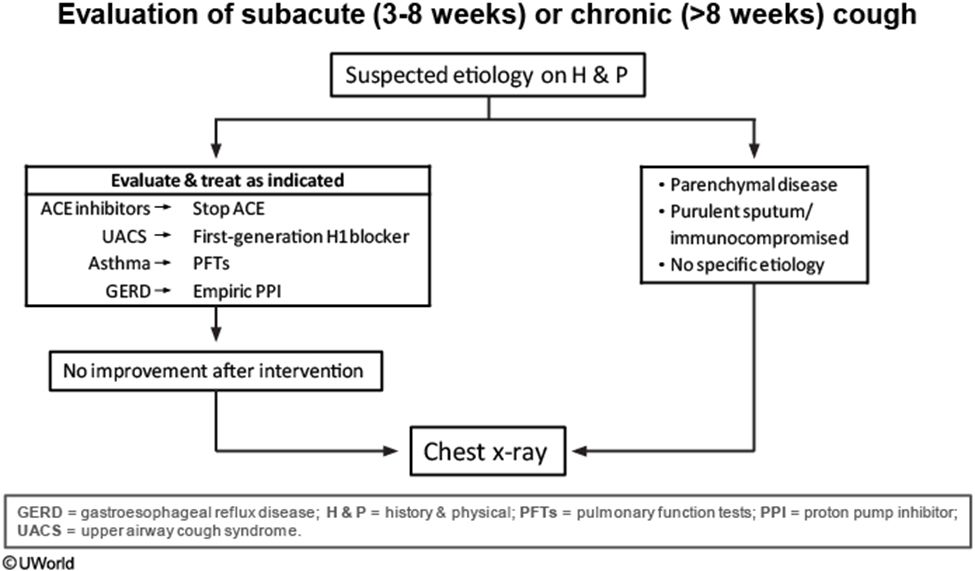 Evaluation of subacute (3-8 weeks) or chronic (>8 weeks) cough
Suspected etiology on H & P
Evaluate & treat as indicated
ACE inhibitors → Stop ACE
UACS → First-generation H1 blocker
Asthma → PFTs
GERD → Empiric PPI
No improvement after intervention
• Parenchymal disease
• Purulent sputum/
immunocompromised
• No specific etiology
Chest x-ray
GERD = gastroesophageal reflux disease; H & P = history & physical; PFTs = pulmonary function tests; PPI = proton pump inhibitor;
UACS = upper airway cough syndrome.
© UWorld